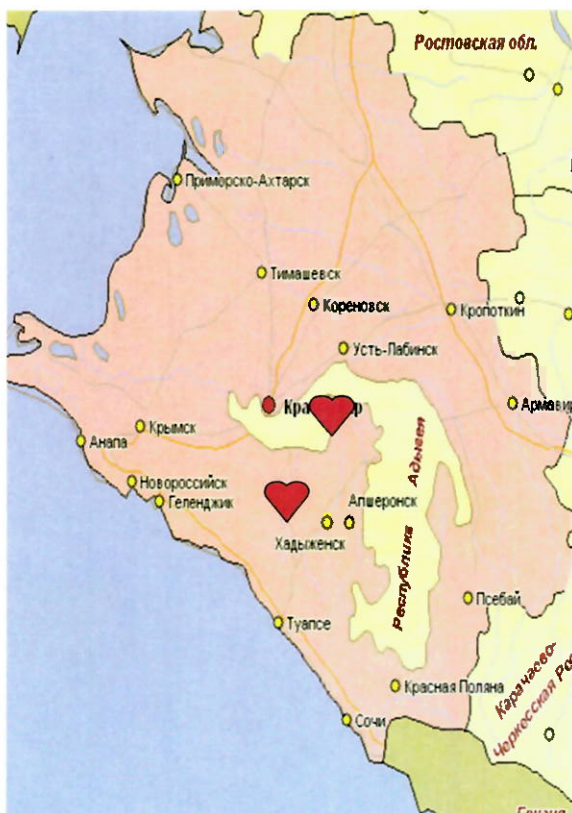 Ростовская обл.
Приморско-Ахтарск
Тимашевск
Кореновск
Кропоткин
Усть-Лабинск
Армавир
Крымск
Анапа
Новороссийск
Геленджик
Апшеронск
Хадыженск
Республика Адыгея
Псебай
Туапсе
Красная Поляна
Сочи
Карачаево-
Черкесская